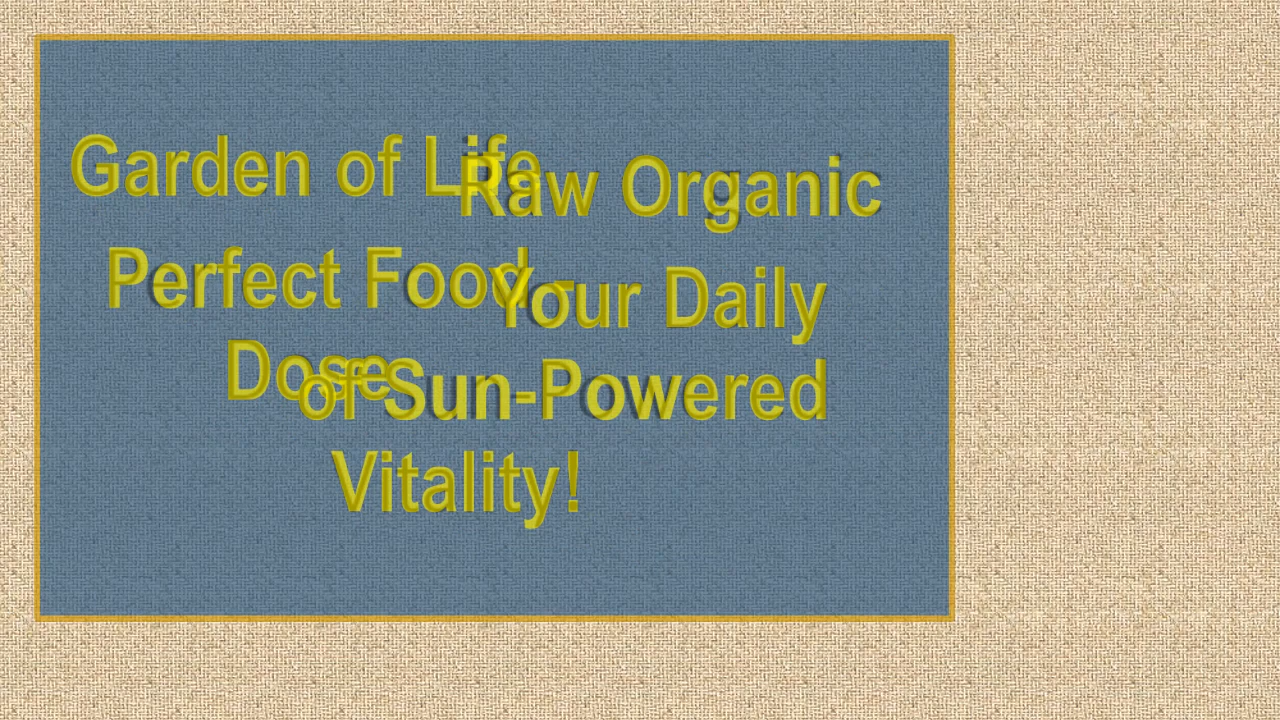 Garden of Life Raw Organic
Perfect Food - Your Daily
Dose of Sun-Powered
Vitality!